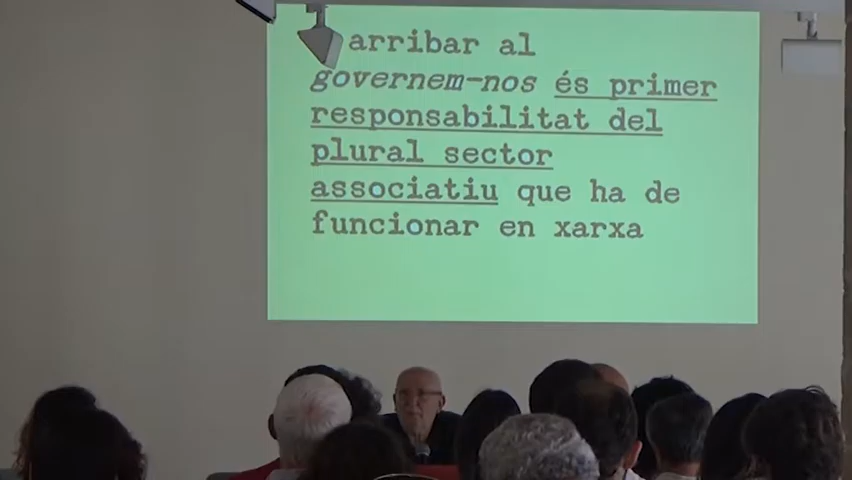 arribar al
governem-nos és primer
responsabilitat del
plural sector
associatiu que ha de
funcionar en xarxa